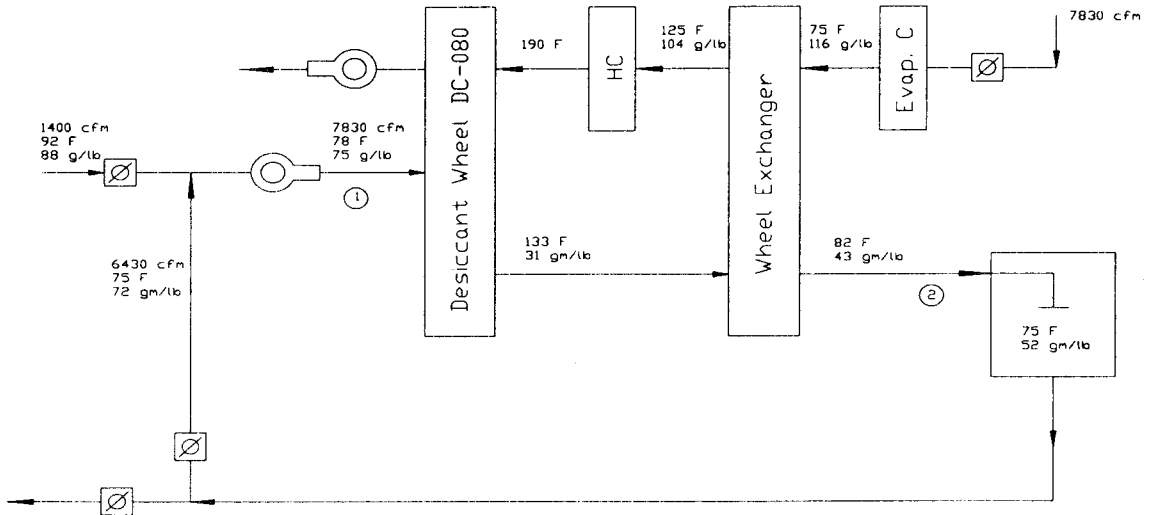 7830 cfm
125 F
104 g/lb
75 F
116 g/lb
190 F
HC
Evap. C
Desiccant Wheel DC-080
Wheel Exchanger
1400 cfm
92 F
88 g/lb
7830 cfm
78 F
75 g/lb
1
133 F
31 gm/lb
82 F
43 gm/lb
2
6430 cfm
75 F
72 gm/lb
75 F
52 gm/lb